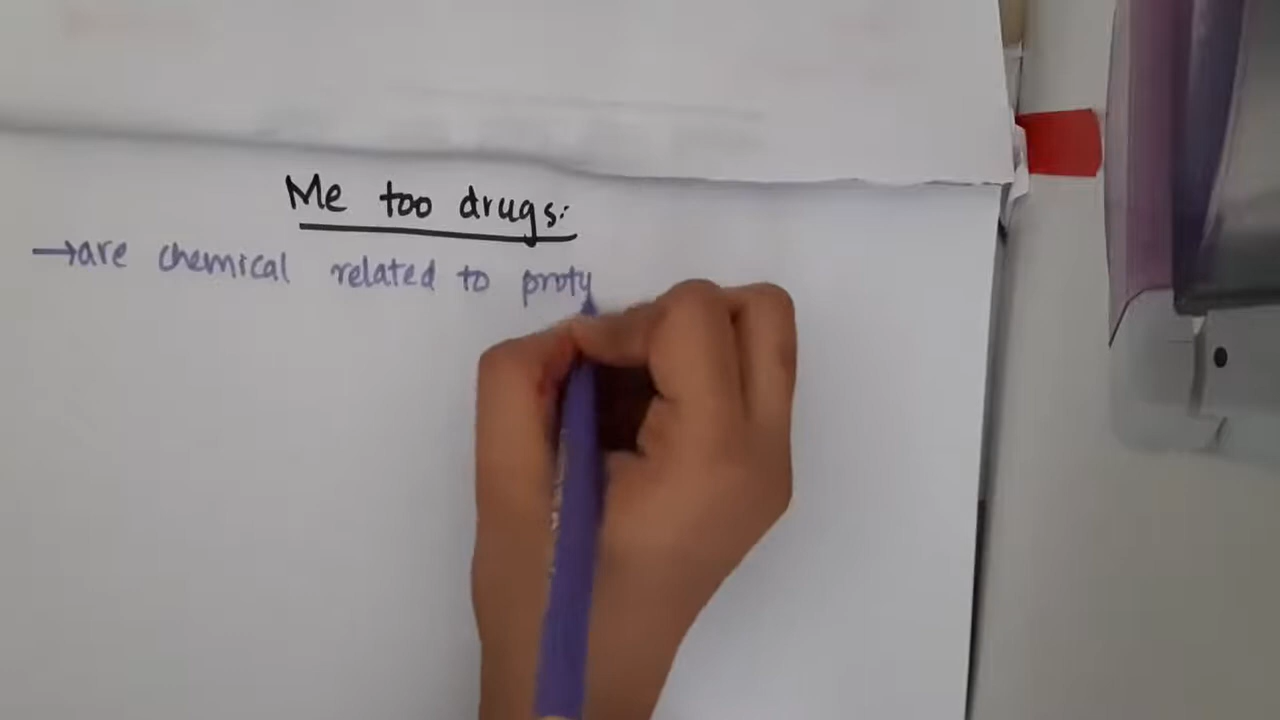 Me too drugs:
→are chemical related to proty